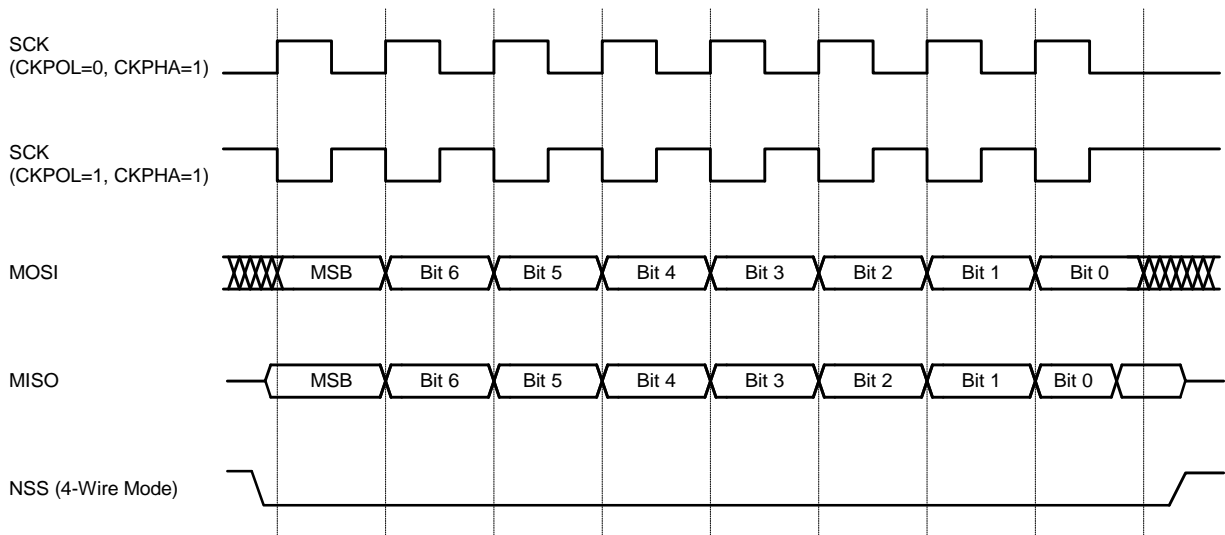 SCK
(CKPOL=0, CKPHA=1)
SCK
(CKPOL=1, CKPHA=1)
MOSI
MSB
Bit 6
Bit 5
Bit 4
Bit 3
Bit 2
Bit 1
Bit 0
MISO
MSB
Bit 6
Bit 5
Bit 4
Bit 3
Bit 2
Bit 1
Bit 0
NSS (4-Wire Mode)